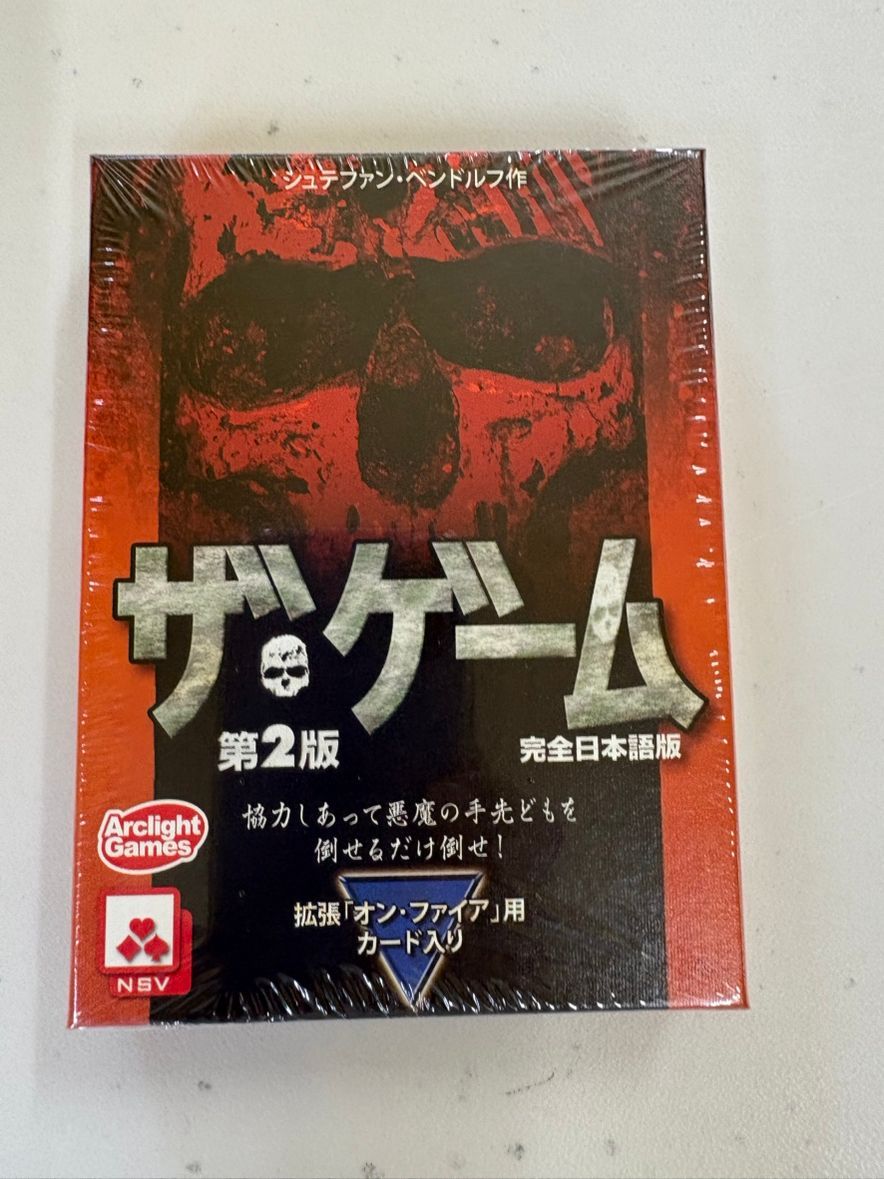 シュテファン・ベンドルフ作
ザ・ゲーム
第2版
完全日本語版
協力しあって悪魔の手先どもを
倒せるだけ倒せ!
Arclight
Games
拡張「オン・ファイア」用
カード入り
NSV